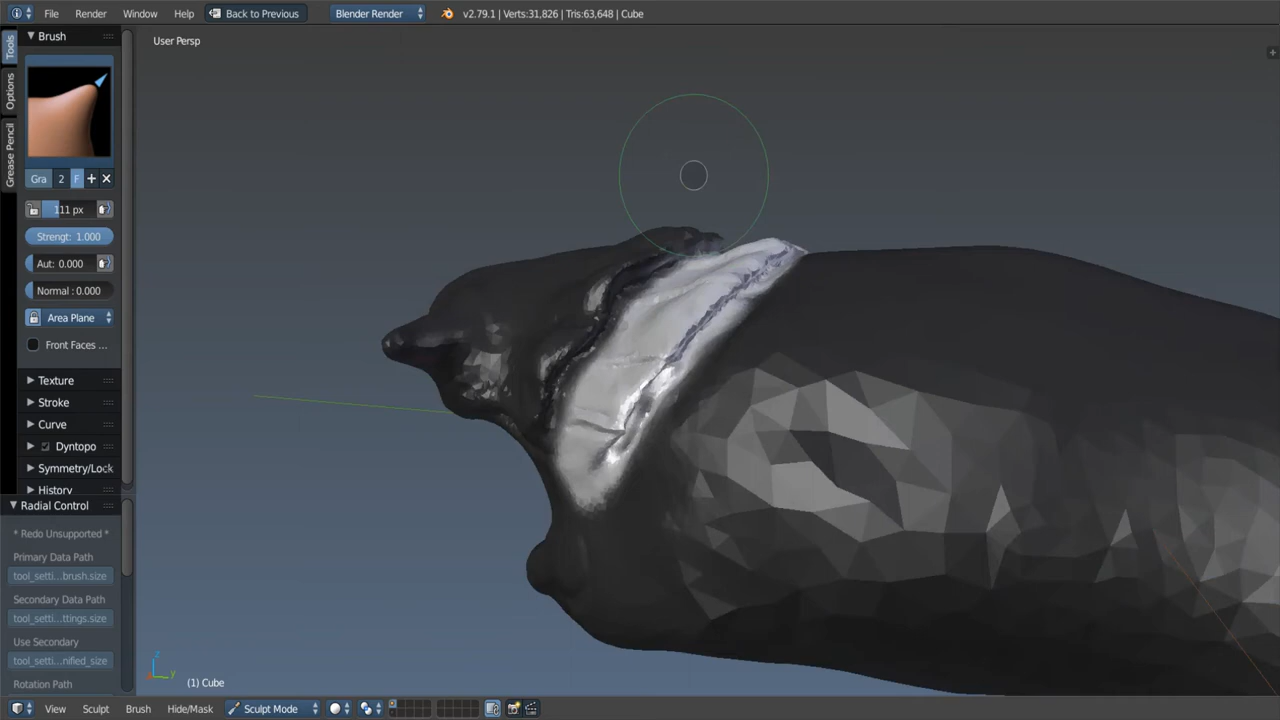 File Render Window Help Back to Previous Blender Render v2.79.1 | Verts:31,826 | Tris:63,648 | Cube
Tools
Options
Grease Pencil
Brush
Gra 2 F
111 px
Strengt: 1.000
Aut: 0.000
Normal : 0.000
Area Plane
Front Faces ...
Texture
Stroke
Curve
Dyntopo
Symmetry/Lock
History
Radial Control
* Redo Unsupported *
Primary Data Path
tool_setti...brush.size
Secondary Data Path
tool_setti...ttings.size
Use Secondary
tool_setti...nified_size
Rotation Path
User Persp
z
y
(1) Cube
View Sculpt Brush Hide/Mask Sculpt Mode